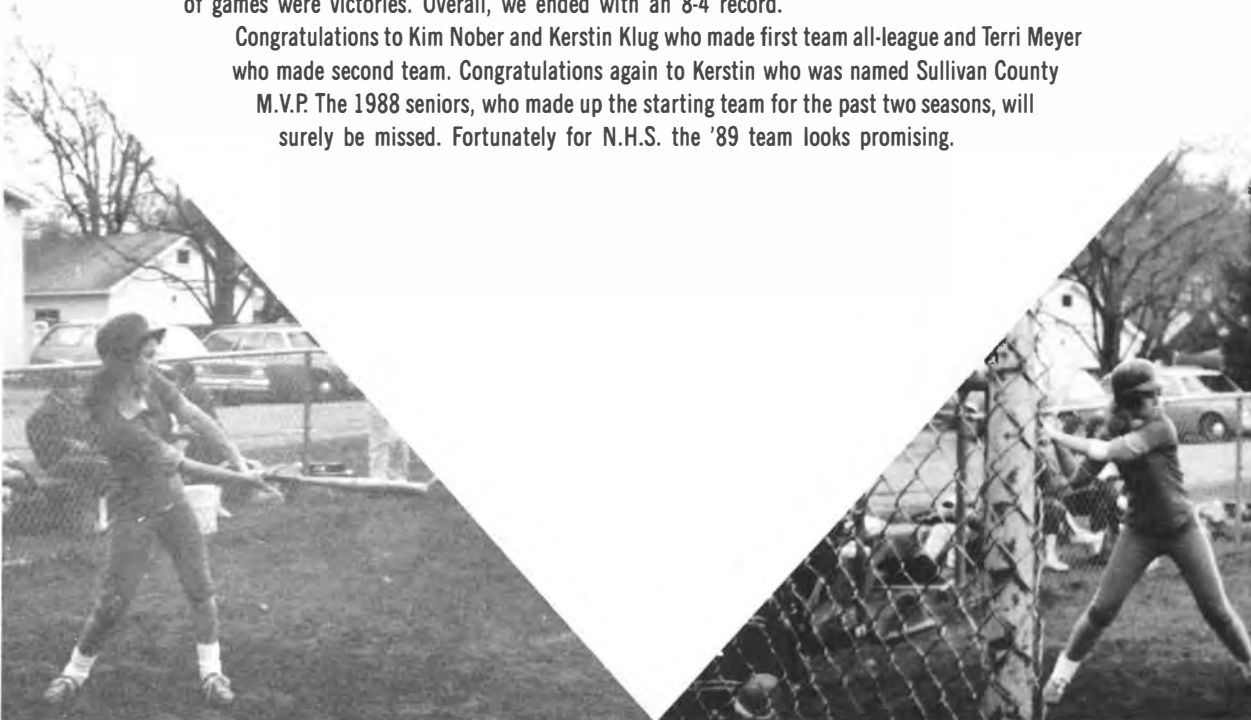 of games were victories. Overall, we ended with an 8-4 record.
Congratulations to Kim Nober and Kerstin Klug who made first team all-league and Terri Meyer
who made second team. Congratulations again to Kerstin who was named Sullivan County
M.V.P. The 1988 seniors, who made up the starting team for the past two seasons, will
surely be missed. Fortunately for N.H.S. the '89 team looks promising.